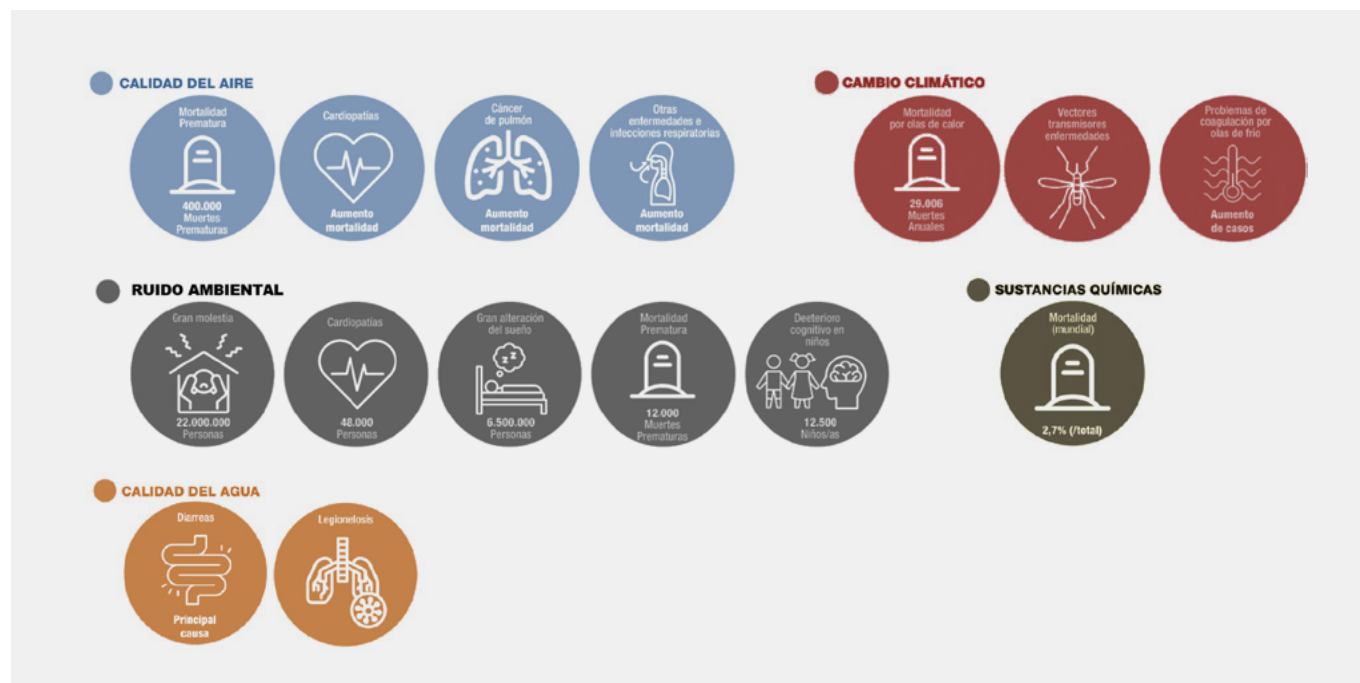 CALIDAD DEL AIRE
Mortalidad
Prematura
400.000
Muertes
Prematuras
Cardiopatías
Aumento
mortalidad
Cáncer
de pulmón
Aumento
mortalidad
Otras
enfermedades e
infecciones respiratorias
Aumento
mortalidad
CAMBIO CLIMÁTICO
Mortalidad
por olas de calor
29.006
Muertes
Anuales
Vectores
transmisores
enfermedades
Problemas de
coagulación por
olas de frío
Aumento
de casos
RUIDO AMBIENTAL
Gran molestia
22.000.000
Personas
Cardiopatías
48.000
Personas
Gran alteración
del sueño
z z
6.500.000
Personas
Mortalidad
Prematura
12.000
Muertes
Prematuras
Deeterioro
cognitivo en
niños
12.500
Niños/as
SUSTANCIAS QUÍMICAS
Mortalidad
(mundial)
2,7% (/total)
CALIDAD DEL AGUA
Diarreas
Principal
causa
Legionelosis